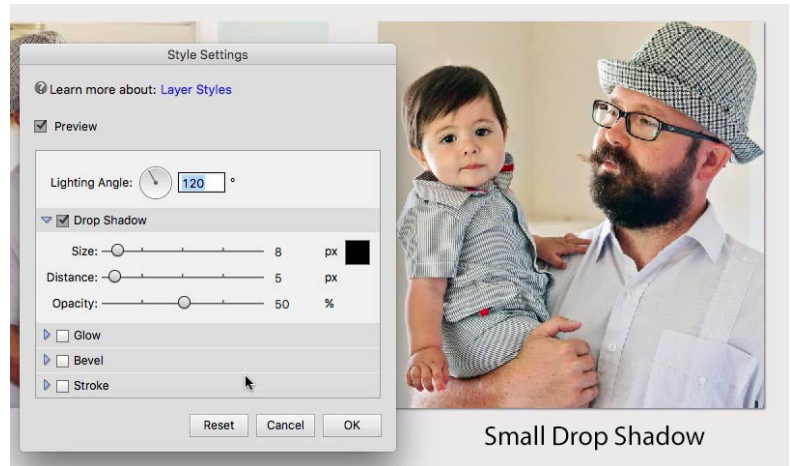 Style Settings
Learn more about: Layer Styles
Preview
Lighting Angle: 120 °
Drop Shadow
Size: 8 px
Distance: 5 px
Opacity: 50 %
Glow
Bevel
Stroke
Reset Cancel OK
Small Drop Shadow